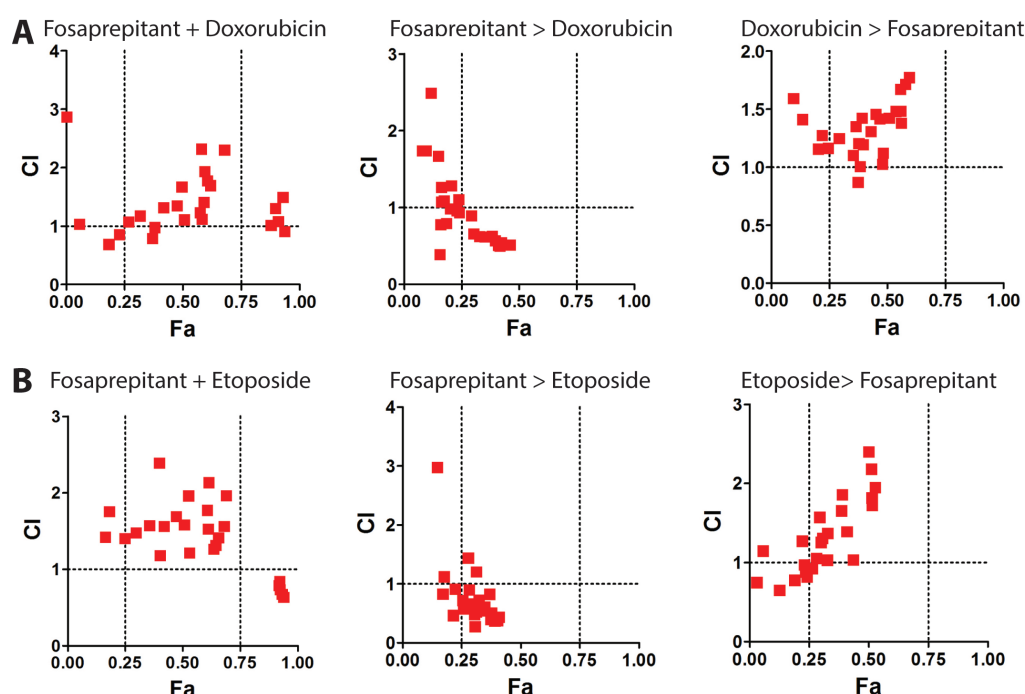 A Fosaprepitant + Doxorubicin
Fosaprepitant > Doxorubicin
Doxorubicin > Fosaprepitant
4
3
2
1
0
CI
0.00 0.25 0.50 0.75 1.00
Fa
3
2
1
0
CI
0.00 0.25 0.50 0.75 1.00
Fa
2.0
1.5
1.0
0.5
0.0
CI
0.00 0.25 0.50 0.75 1.00
Fa
B Fosaprepitant + Etoposide
Fosaprepitant > Etoposide
Etoposide> Fosaprepitant
3
2
1
0
CI
0.00 0.25 0.50 0.75 1.00
Fa
4
3
2
1
0
CI
0.00 0.25 0.50 0.75 1.00
Fa
3
2
1
0
CI
0.00 0.25 0.50 0.75 1.00
Fa